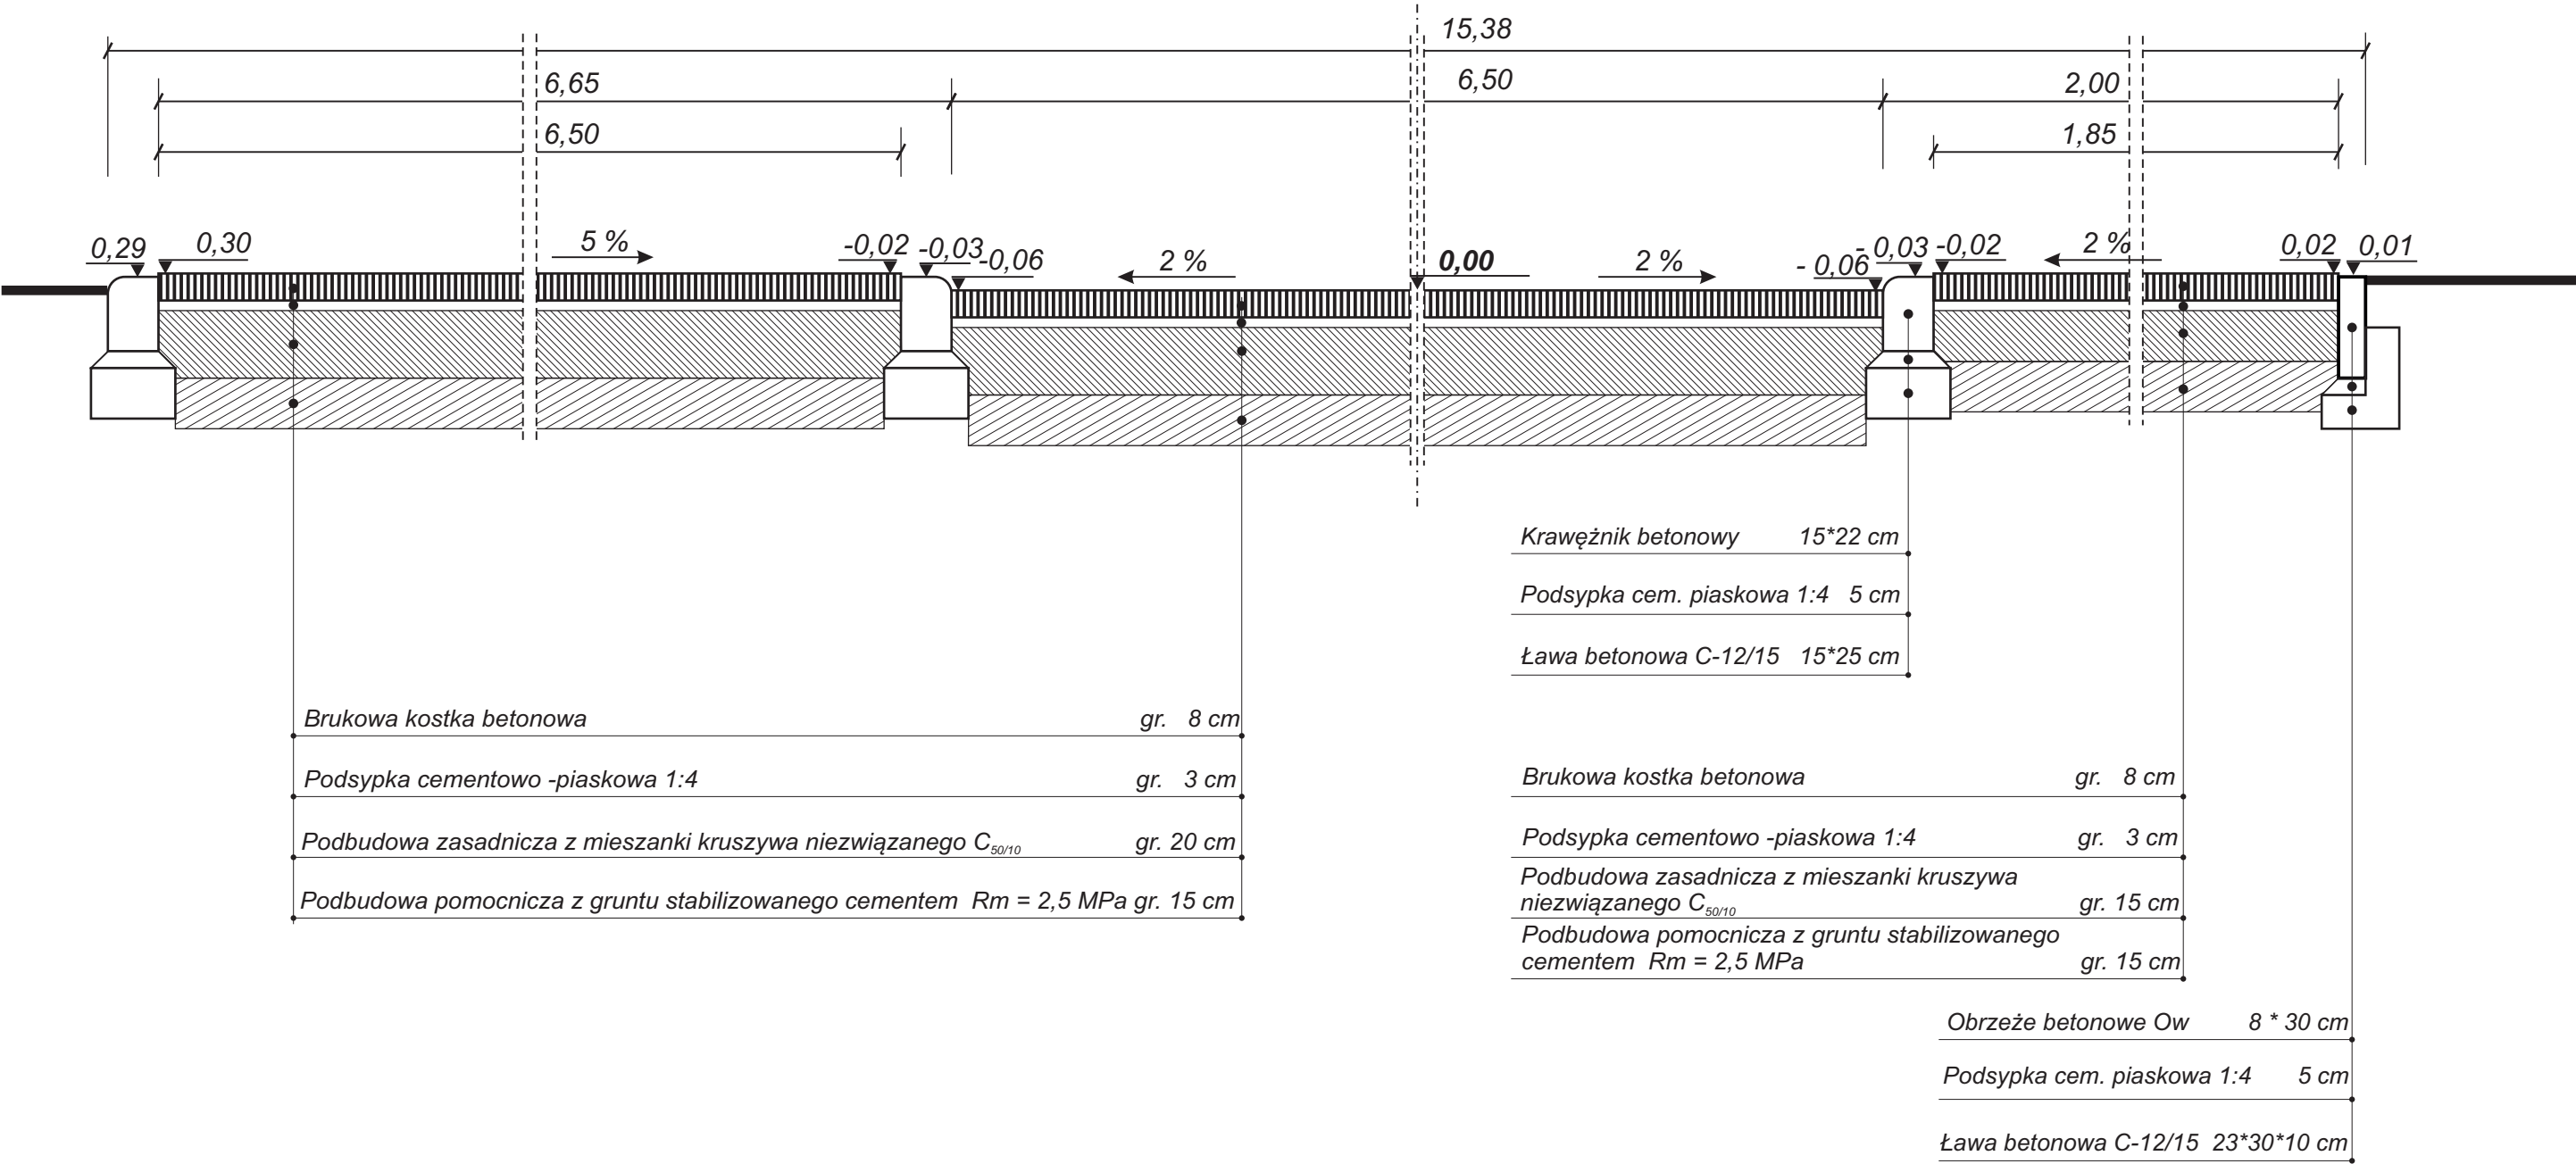 15,38
6,65 6,50 2,00
6,50 1,85
0,29 0,30 5 % -0,02 -0,03 -0,06 2 % 0,00 2 % - 0,06 - 0,03 -0,02 2 % 0,02 0,01
Krawężnik betonowy 15*22 cm
Podsypka cem. piaskowa 1:4 5 cm
Ława betonowa C-12/15 15*25 cm
Brukowa kostka betonowa gr. 8 cm
Podsypka cementowo -piaskowa 1:4 gr. 3 cm
Podbudowa zasadnicza z mieszanki kruszywa niezwiązanego C50/10 gr. 20 cm
Podbudowa pomocnicza z gruntu stabilizowanego cementem Rm = 2,5 MPa gr. 15 cm
Brukowa kostka betonowa gr. 8 cm
Podsypka cementowo -piaskowa 1:4 gr. 3 cm
Podbudowa zasadnicza z mieszanki kruszywa
niezwiązanego C50/10 gr. 15 cm
Podbudowa pomocnicza z gruntu stabilizowanego
cementem Rm = 2,5 MPa gr. 15 cm
Obrzeże betonowe Ow 8 * 30 cm
Podsypka cem. piaskowa 1:4 5 cm
Ława betonowa C-12/15 23*30*10 cm